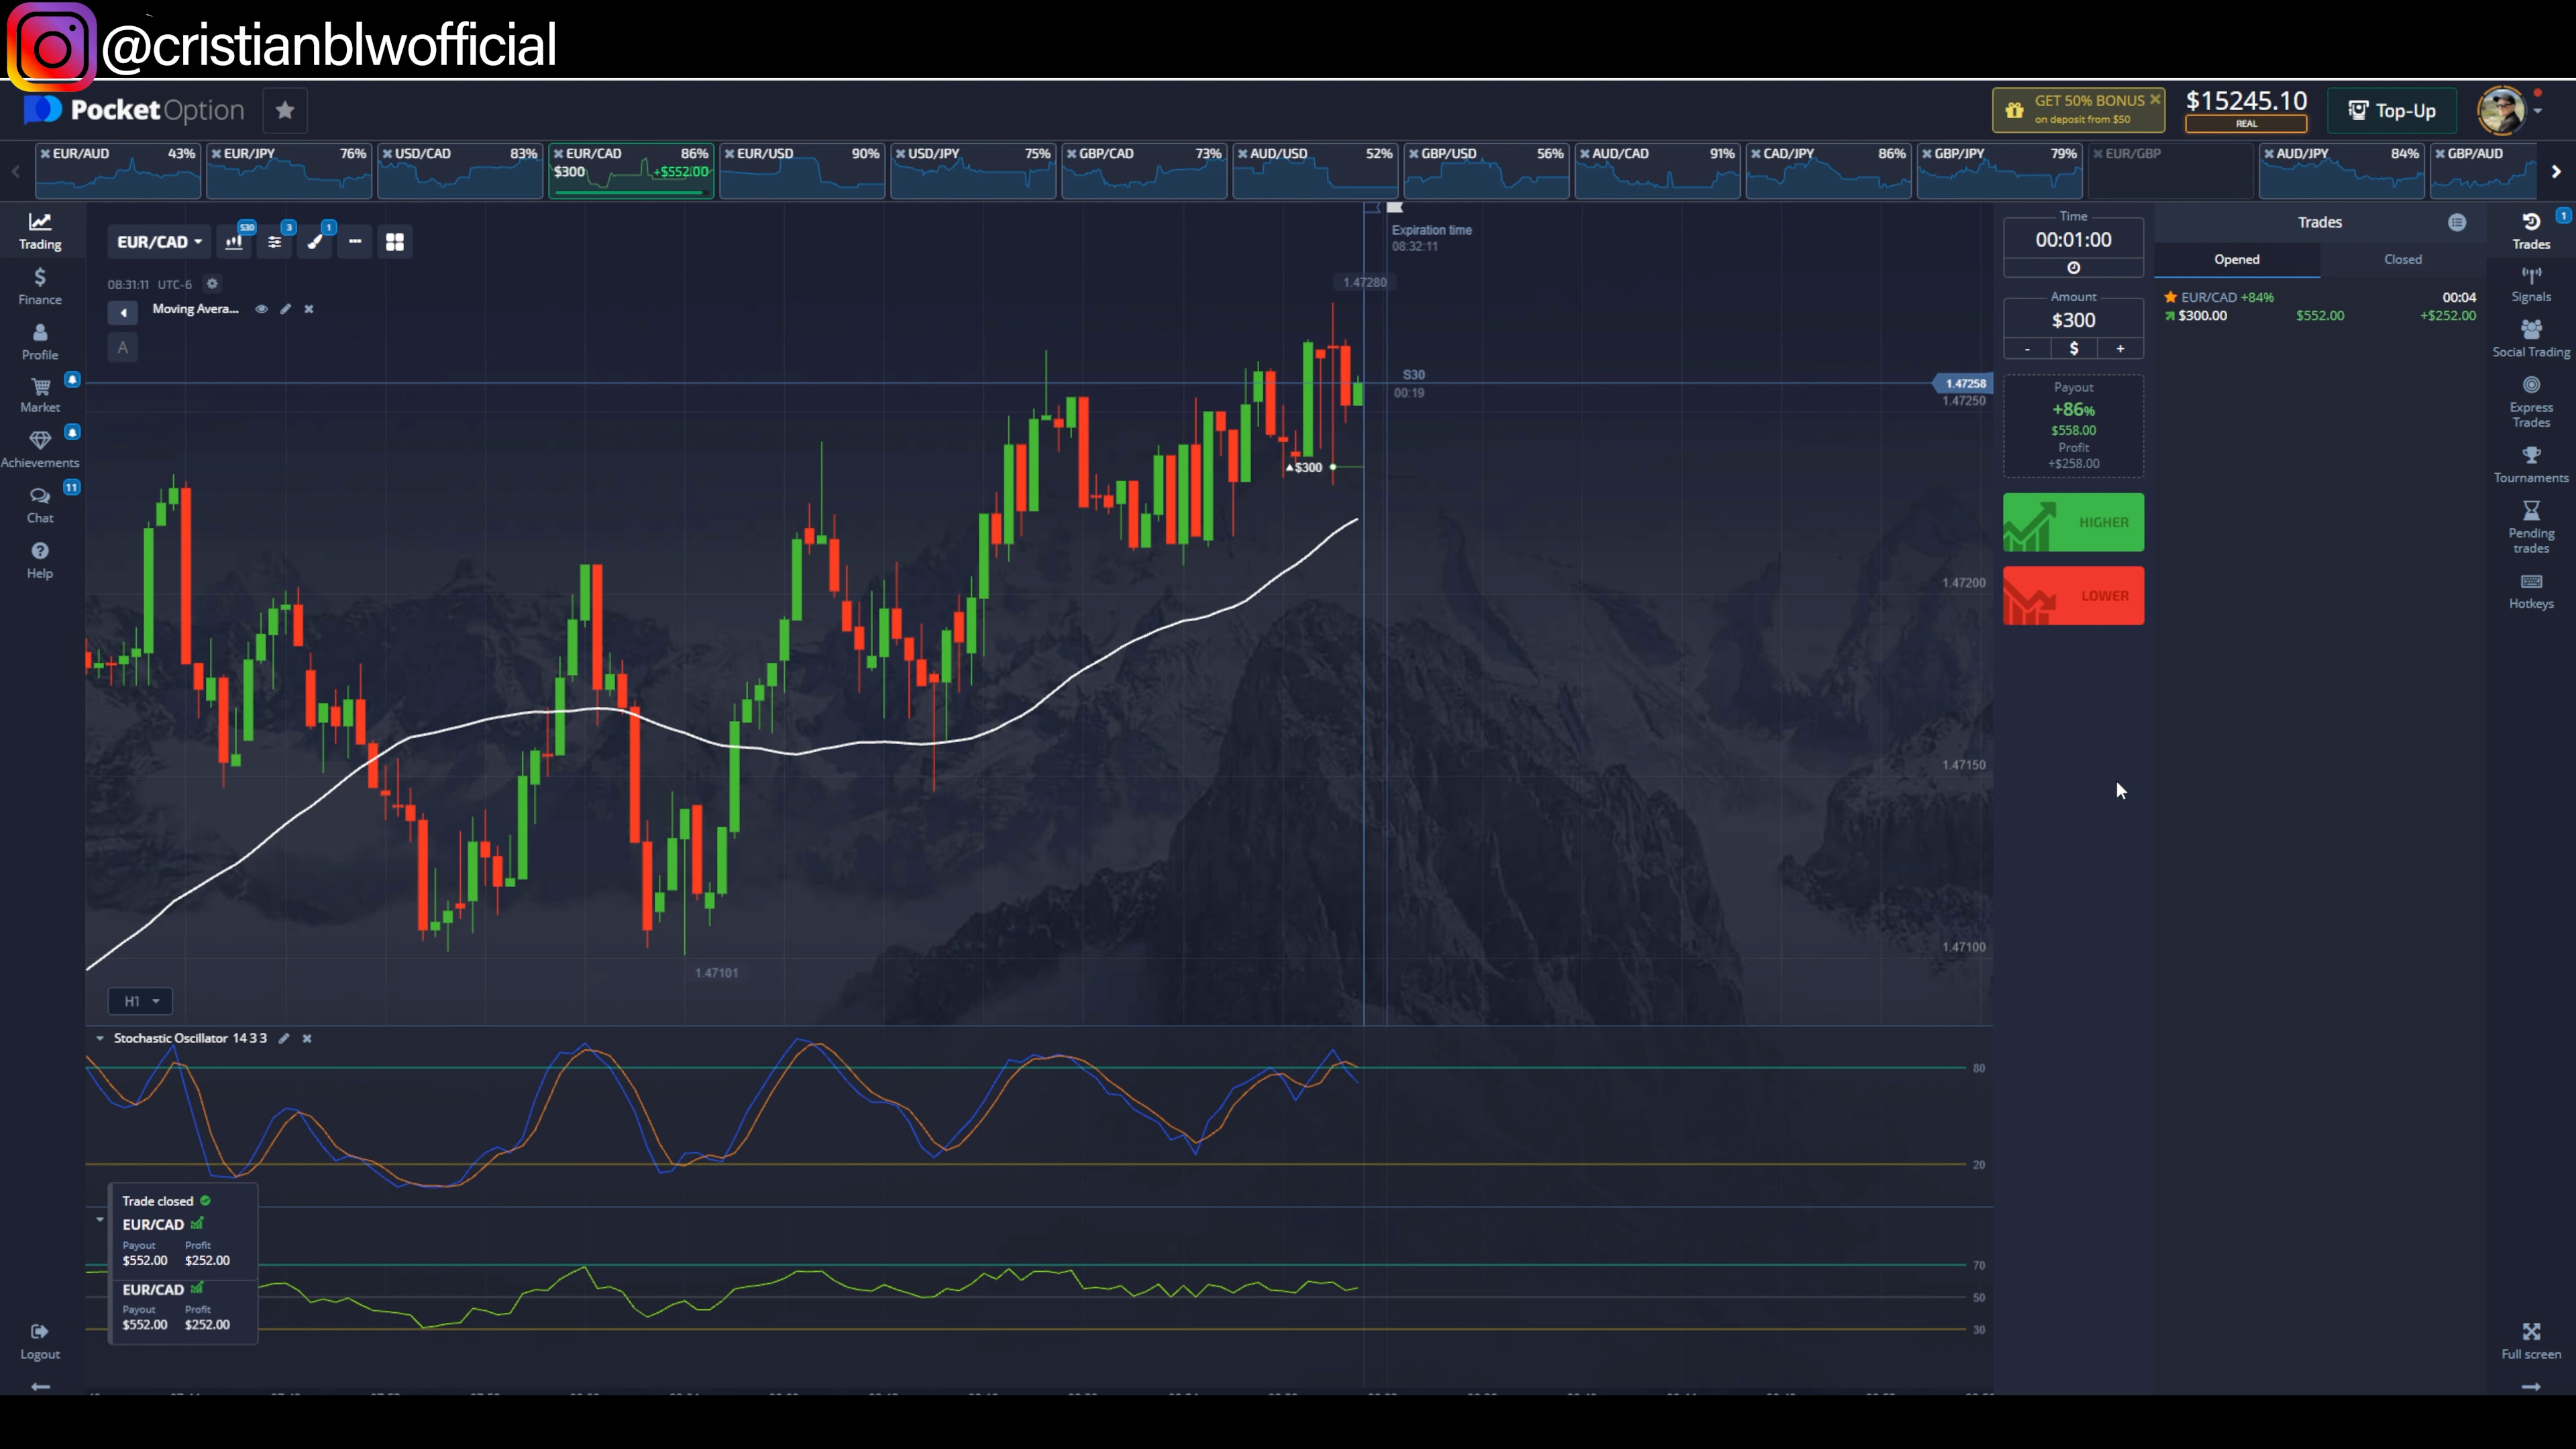 @cristianblwofficial
PocketOption
GET 50% BONUS
on deposit from $50
$15245.10
REAL
Top-Up
EUR/AUD 43%
EUR/JPY 76%
USD/CAD 83%
EUR/CAD 86%
$300 +$552.00
EUR/USD 90%
USD/JPY 75%
GBP/CAD 73%
AUD/USD 52%
GBP/USD 56%
AUD/CAD 91%
CAD/JPY 86%
GBP/JPY 79%
EUR/GBP
AUD/JPY 84%
GBP/AUD
Trading
Finance
Profile
Market
Achievements
11
Chat
Help
Logout
EUR/CAD
S30
3
1
08:31:11 UTC-6
Moving Avera...
A
Expiration time
08:32:11
1.47280
S30
00:19
1.47258
1.47250
$300
1.47200
1.47150
1.47100
1.47101
H1
Stochastic Oscillator 14 3 3
80
20
Trade closed
EUR/CAD
Payout Profit
$552.00 $252.00
EUR/CAD
Payout Profit
$552.00 $252.00
70
50
30
Time
00:01:00
Amount
$300
- $ +
Payout
+86%
$558.00
Profit
+$258.00
HIGHER
LOWER
Trades
Opened Closed
EUR/CAD +84% 00:04
$300.00 $552.00 +$252.00
1
Trades
Signals
Social Trading
Express
Trades
Tournaments
Pending
trades
Hotkeys
Full screen